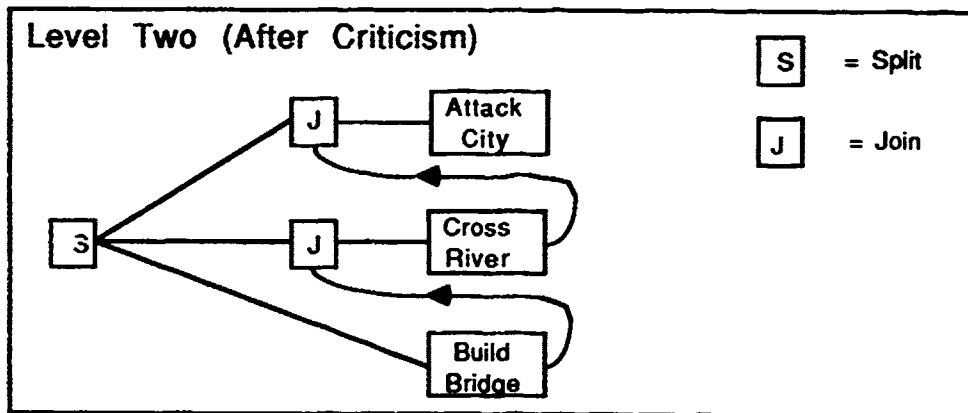 Level Two (After Criticism)
S = Split
J = Join
J
Attack
City
S
J
Cross
River
Build
Bridge